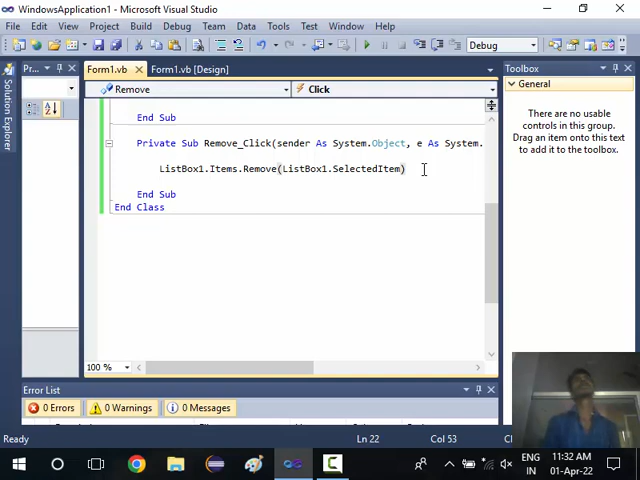 WindowsApplication1 - Microsoft Visual Studio
File Edit View Project Build Debug Team Data Tools Test Window Help
Debug
Pr...
Form1.vb
Form1.vb [Design]
Toolbox
Remove
Click
General
Solution Explorer
End Sub
Private Sub Remove_Click(sender As System.Object, e As System.
ListBox1.Items.Remove(ListBox1.SelectedItem)
End Sub
End Class
There are no usable
controls in this group.
Drag an item onto this text
to add it to the toolbox.
100 %
Error List
0 Errors
0 Warnings
0 Messages
Ready
Ln 22
Col 53
ENG
IN
11:32 AM
01-Apr-22